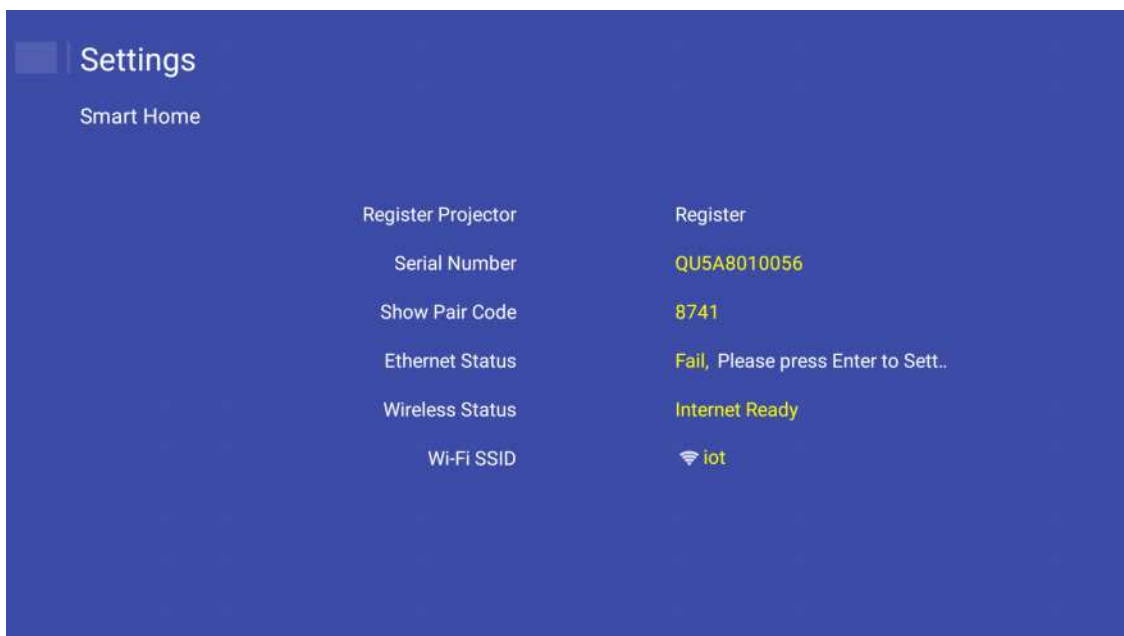 Settings
Smart Home
Register Projector Register
Serial Number QU5A8010056
Show Pair Code 8741
Ethernet Status Fail, Please press Enter to Sett..
Wireless Status Internet Ready
Wi-Fi SSID iot